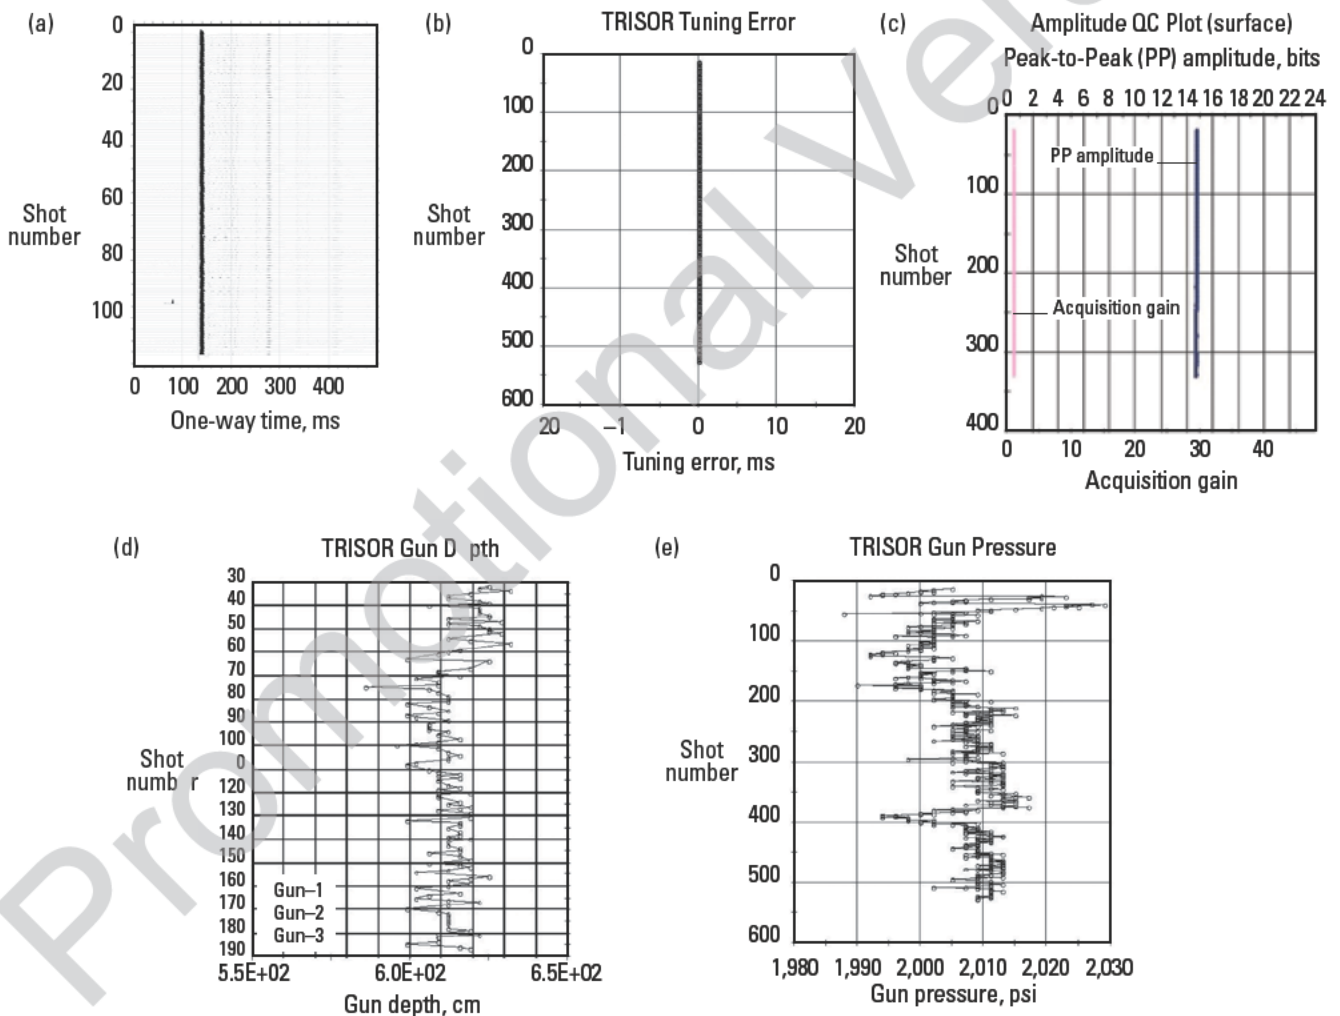 (a)
0
20
40
60
80
100
Shot
number
0 100 200 300 400
One-way time, ms
(b)
TRISOR Tuning Error
0
100
200
300
400
500
600
Shot
number
20 –1 0 10 20
Tuning error, ms
(c)
Amplitude QC Plot (surface)
Peak-to-Peak (PP) amplitude, bits
0 2 4 6 8 10 12 14 16 18 20 22 24
0
PP amplitude
100
Shot
number
200
Acquisition gain
300
400
0 10 20 30 40
Acquisition gain
(d)
TRISOR Gun D pth
30
40
50
60
70
80
90
100
0
120
130
140
150
160
170
180
190
Shot
numb r
Gun–1
Gun–2
Gun–3
5.5E+02 6.0E+02 6.5E+02
Gun depth, cm
(e)
TRISOR Gun Pressure
0
100
200
300
400
500
600
Shot
number
1,980 1,990 2,000 2,010 2,020 2,030
Gun pressure, psi
Promotional Ver